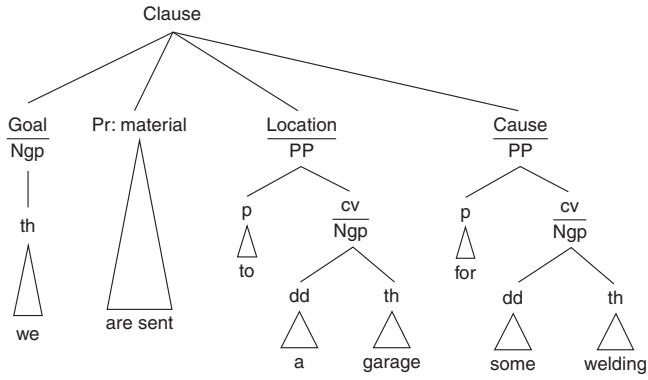 Clause
Goal Pr: material Location Cause
Ngp PP PP
th p cv p cv
Ngp Ngp
to for
dd th dd th
we are sent
a garage some welding